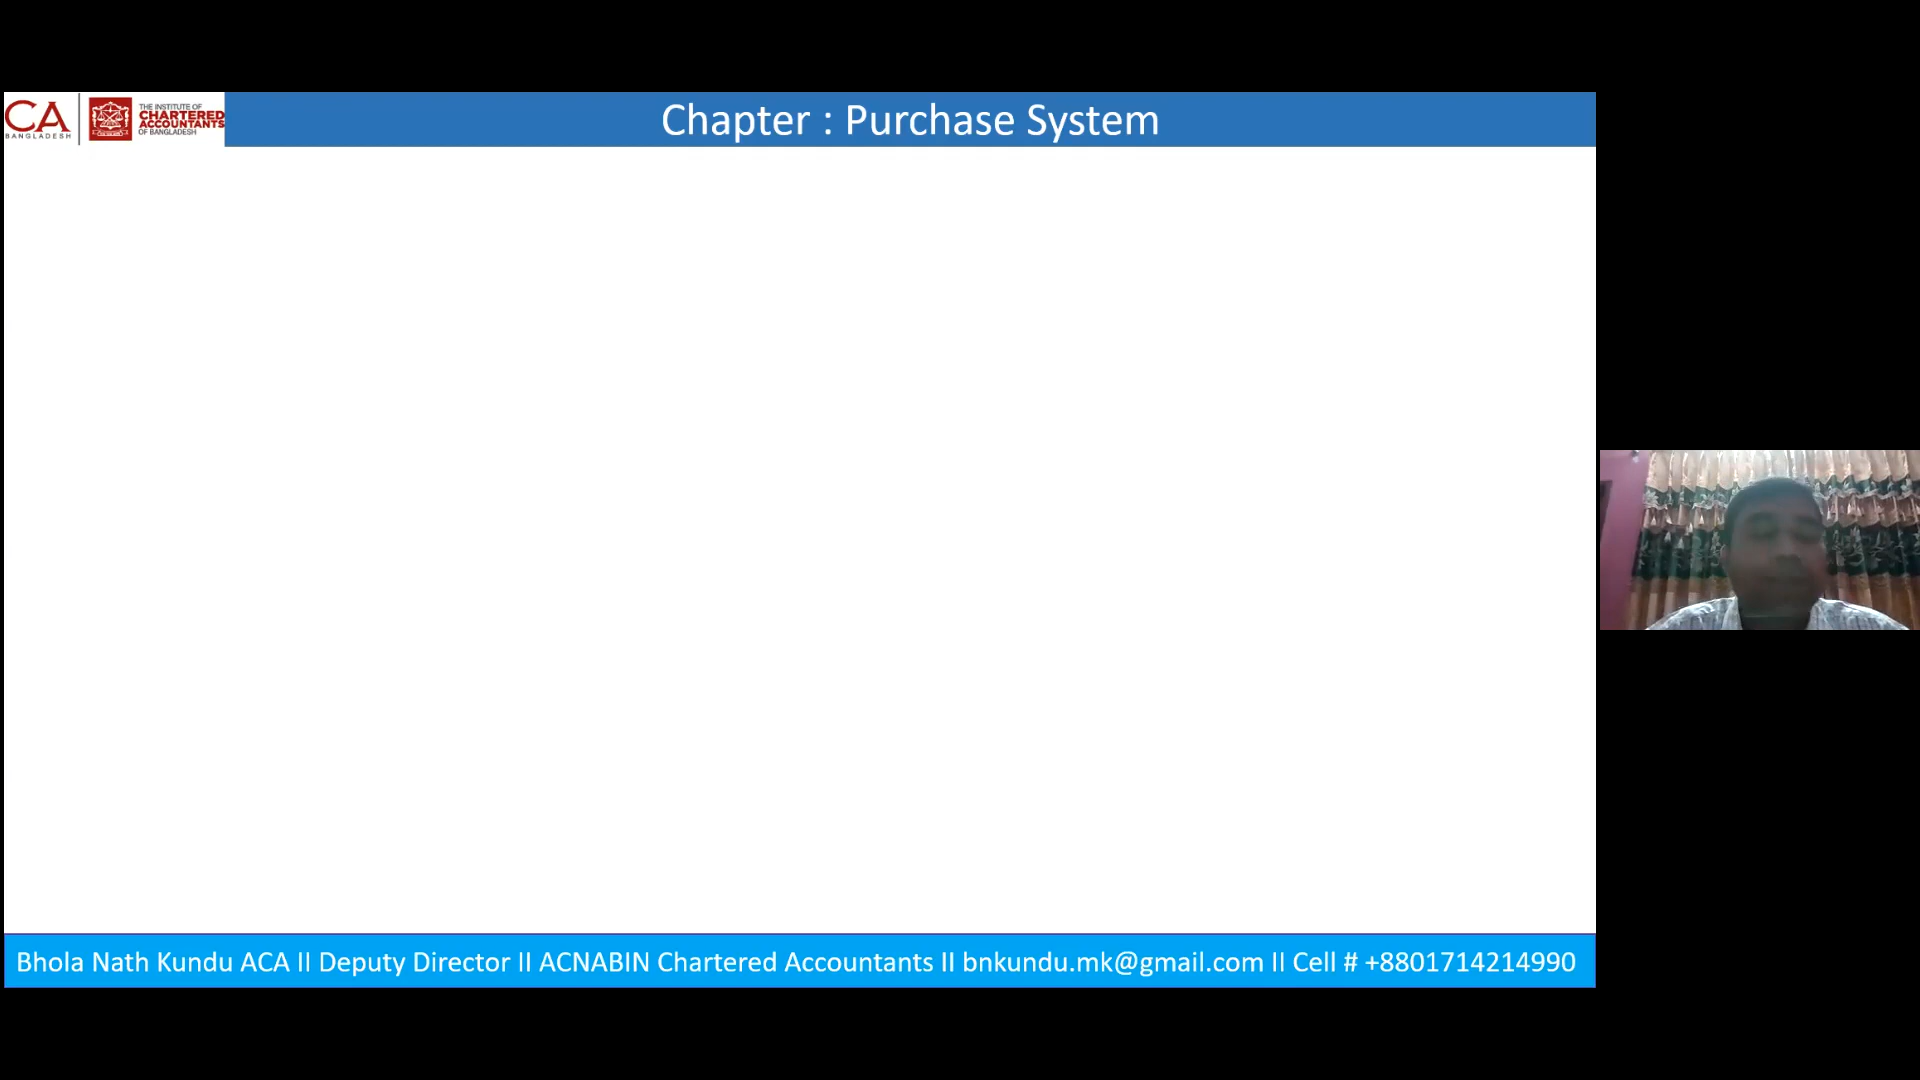 CA
BANGLADESH
THE INSTITUTE OF
CHARTERED
ACCOUNTANTS
OF BANGLADESH
Chapter : Purchase System
Bhola Nath Kundu ACA II Deputy Director II ACNABIN Chartered Accountants II bnkundu.mk@gmail.com II Cell # +8801714214990